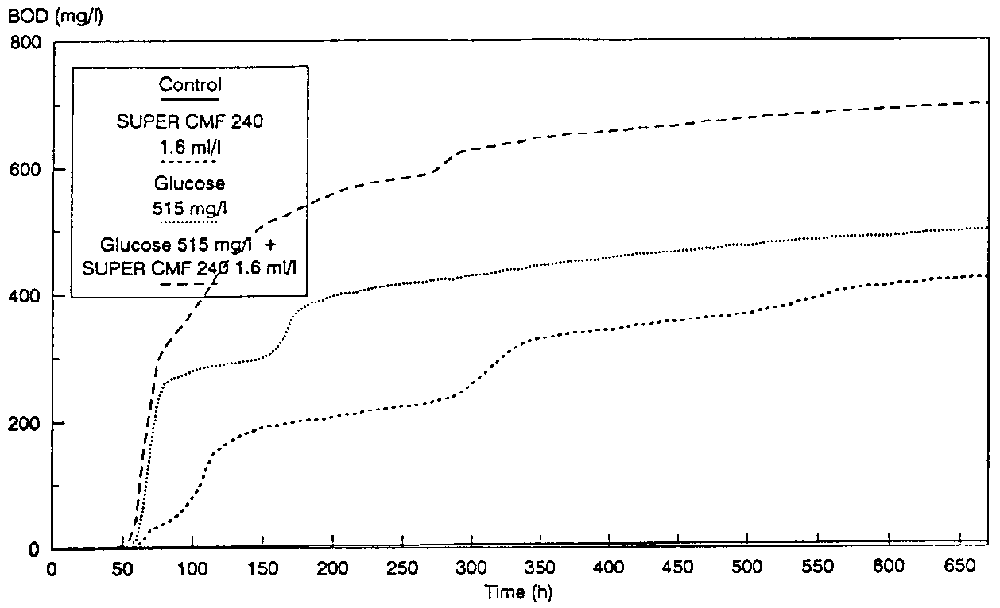 BOD (mg/l)
800
600
400
200
0
Control
SUPER CMF 240
1.6 ml/l
Glucose
515 mg/l
Glucose 515 mg/l +
SUPER CMF 240 1.6 ml/l
0 50 100 150 200 250 300 350 400 450 500 550 600 650
Time (h)